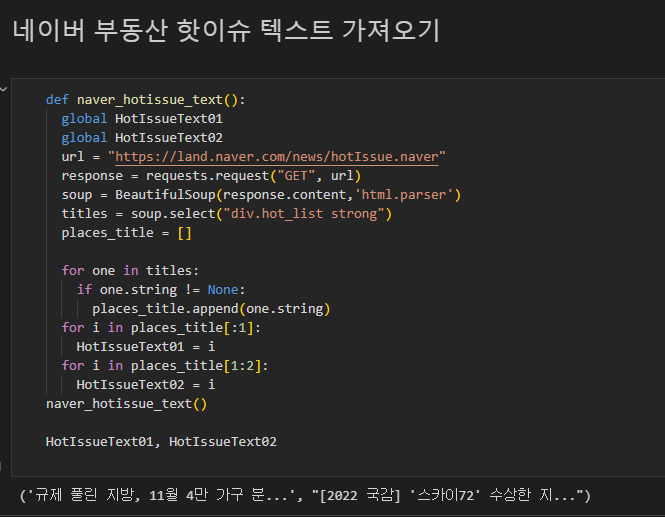 네이버 부동산 핫이슈 텍스트 가져오기
def naver_hotissue_text():
  global HotIssueText01
  global HotIssueText02
  url = "https://land.naver.com/news/hotIssue.naver"
  response = requests.request("GET", url)
  soup = BeautifulSoup(response.content,'html.parser')
  titles = soup.select("div.hot_list strong")
  places_title = []
  for one in titles:
    if one.string != None:
      places_title.append(one.string)
  for i in places_title[:1]:
    HotIssueText01 = i
  for i in places_title[1:2]:
    HotIssueText02 = i
naver_hotissue_text()
HotIssueText01, HotIssueText02
('규제 풀린 지방, 11월 4만 가구 분...', "[2022 국감] '스카이72' 수상한 지...")